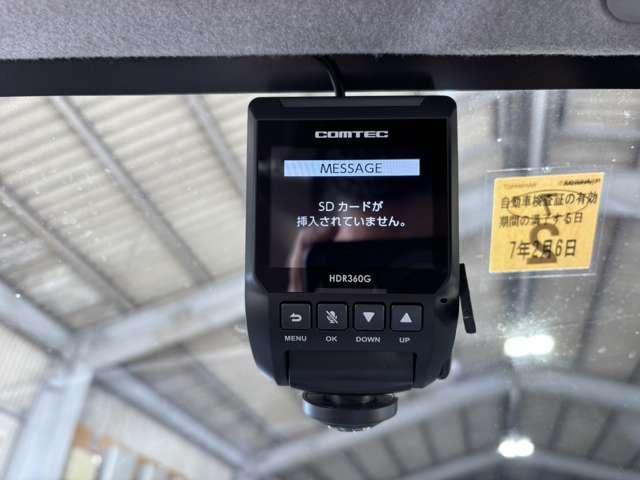 COMTEC
MESSAGE
SDカードが
挿入されていません。
HDR360G
MENU
OK
DOWN
UP
自動車検査証の有効
期間の満了する日
7年2月6日